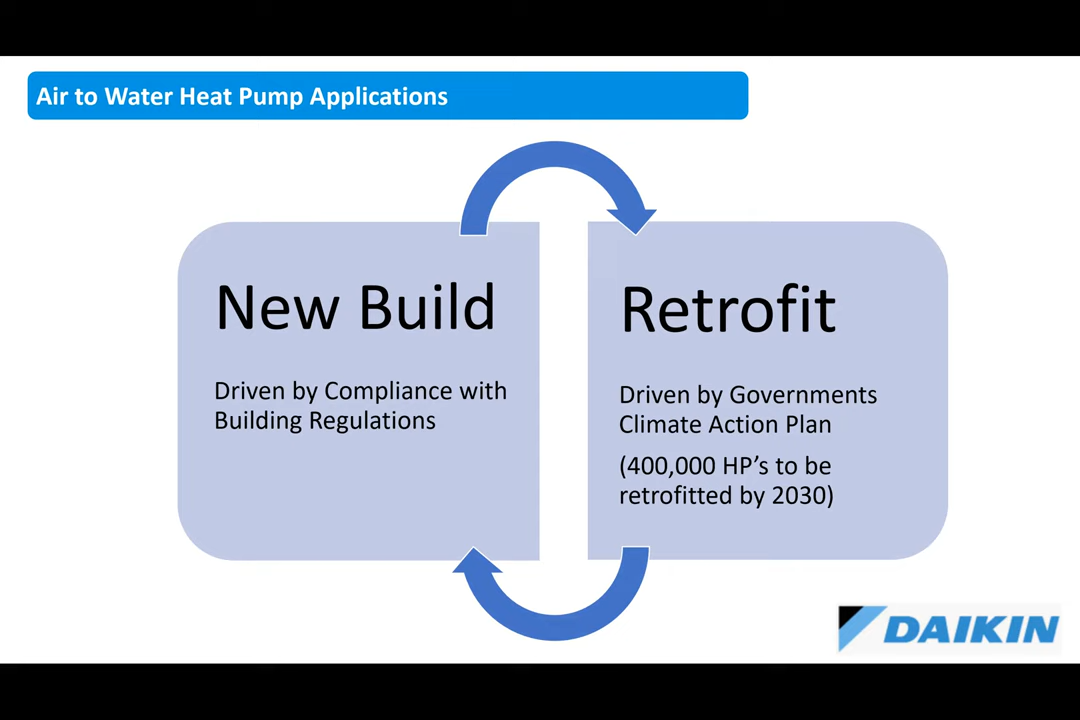 Air to Water Heat Pump Applications
New Build
Driven by Compliance with
Building Regulations
Retrofit
Driven by Governments
Climate Action Plan
(400,000 HP's to be
retrofitted by 2030)
DAIKIN